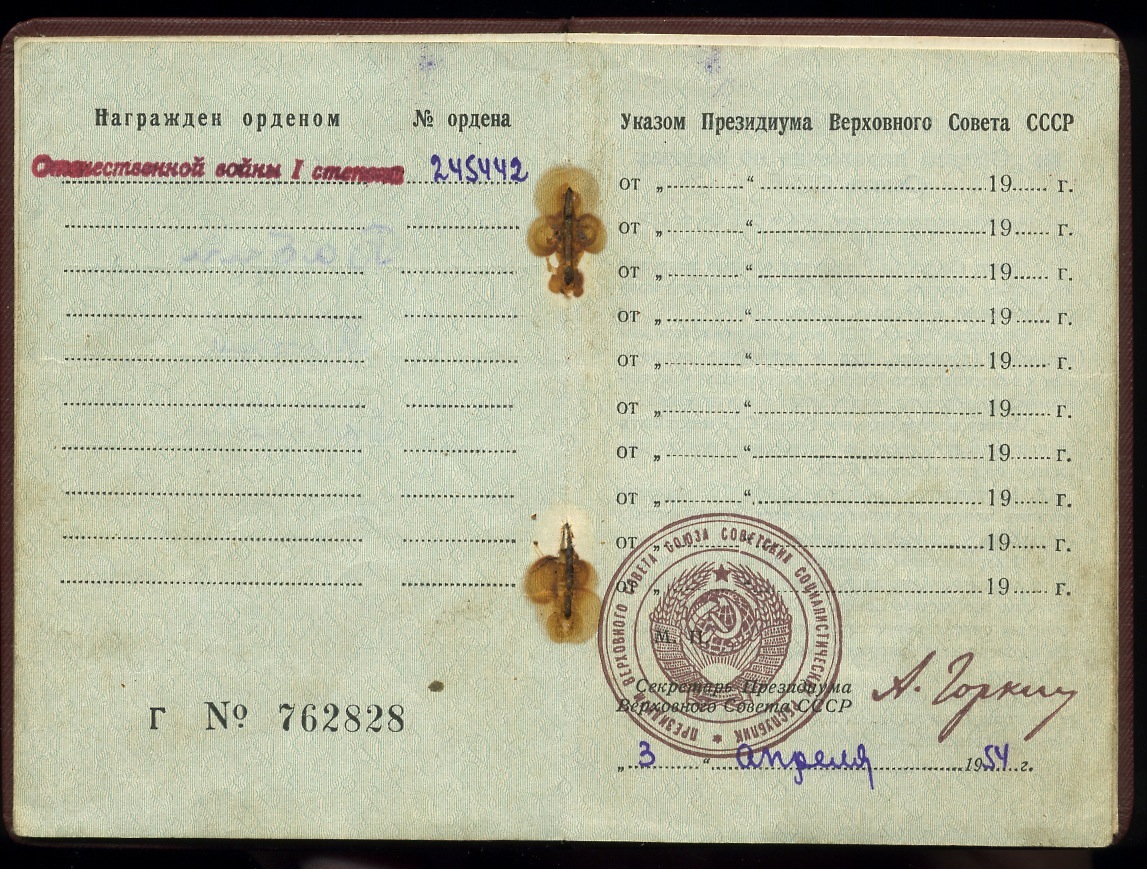 Награжден орденом № ордена
Отечественной войны I степени 245442
Г № 762828
Указом Президиума Верховного Совета СССР
от „ “ 19 г.
от „ “ 19 г.
от „ “ 19 г.
от „ “ 19 г.
от „ “ 19 г.
от „ “ 19 г.
от „ “ 19 г.
от „ “ 19 г.
от „ “ 19 г.
от „ “ 19 г.
ПРЕЗИДИУМ ВЕРХОВНОГО СОВЕТА СОЮЗА СОВЕТСКИХ СОЦИАЛИСТИЧЕСКИХ РЕСПУБЛИК
М. П.
Секретарь Президиума
Верховного Совета СССР
А. Горкин
„ 3 “ апреля 1954 г.